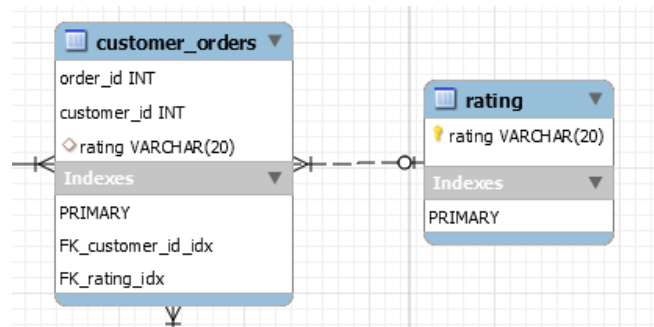 customer_orders
order_id INT
customer_id INT
rating VARCHAR(20)
Indexes
PRIMARY
FK_customer_id_idx
FK_rating_idx
rating
rating VARCHAR(20)
Indexes
PRIMARY